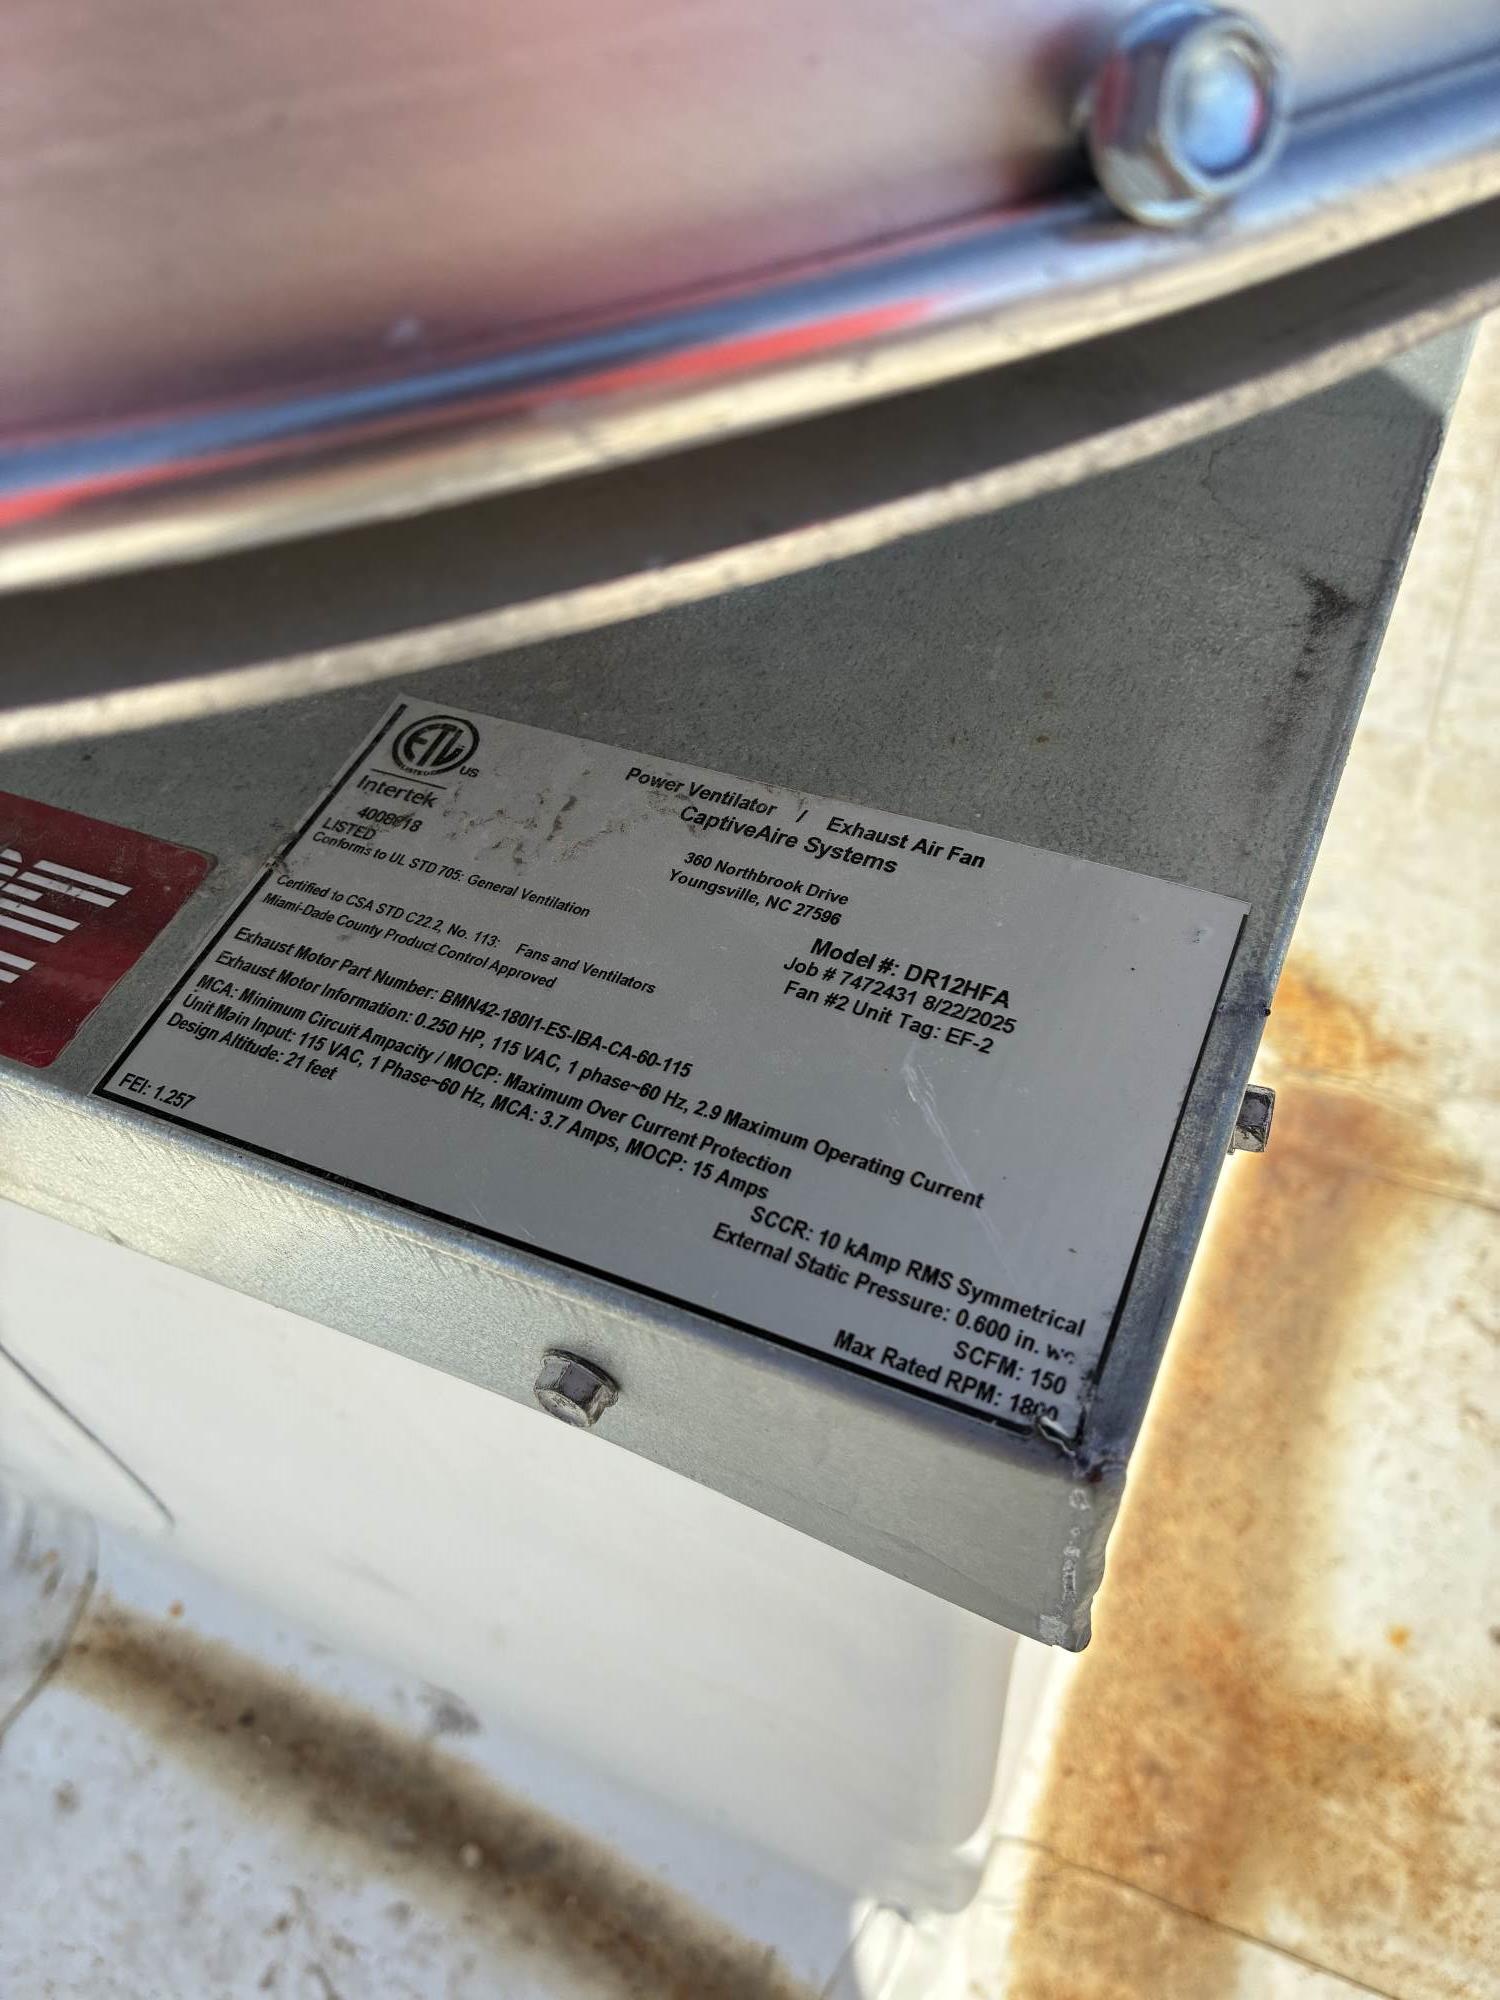 ETL
LISTED
US
Intertek
4008618
LISTED
Conforms to UL STD 705: General Ventilation
Certified to CSA STD C22.2, No. 113: Fans and Ventilators
Miami-Dade County Product Control Approved
Power Ventilator / Exhaust Air Fan
CaptiveAire Systems
360 Northbrook Drive
Youngsville, NC 27596
Model #: DR12HFA
Job # 7472431 8/22/2025
Fan #2 Unit Tag: EF-2
Exhaust Motor Part Number: BMN42-180I1-ES-IBA-CA-60-115
Exhaust Motor Information: 0.250 HP, 115 VAC, 1 phase~60 Hz, 2.9 Maximum Operating Current
MCA: Minimum Circuit Ampacity / MOCP: Maximum Over Current Protection
Unit Main Input: 115 VAC, 1 Phase~60 Hz, MCA: 3.7 Amps, MOCP: 15 Amps
Design Altitude: 21 feet
SCCR: 10 kAmp RMS Symmetrical
External Static Pressure: 0.600 in. wc
SCFM: 150
Max Rated RPM: 1800
FEI: 1.257